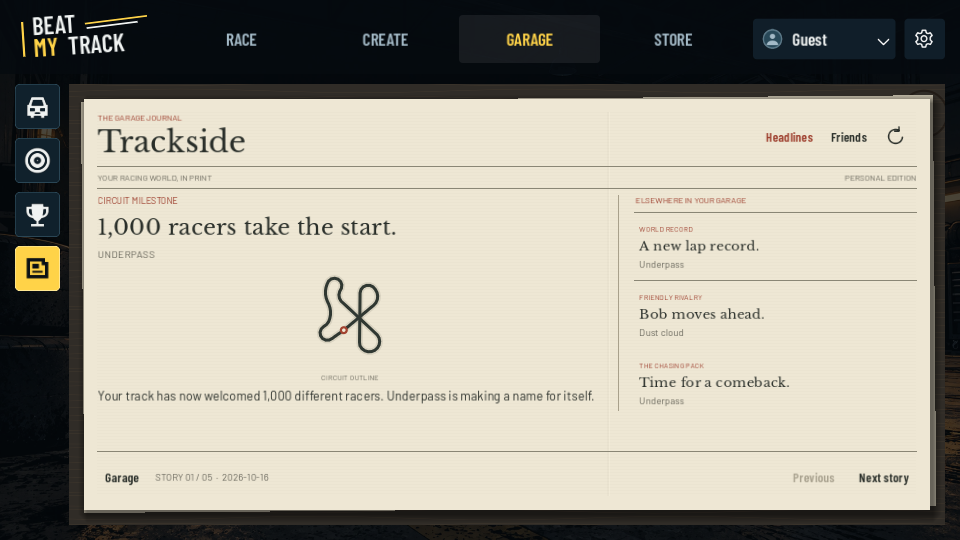 BEAT
MY TRACK
RACE
CREATE
GARAGE
STORE
Guest
THE GARAGE JOURNAL
Trackside
Headlines
Friends
YOUR RACING WORLD, IN PRINT
PERSONAL EDITION
CIRCUIT MILESTONE
1,000 racers take the start.
UNDERPASS
CIRCUIT OUTLINE
Your track has now welcomed 1,000 different racers. Underpass is making a name for itself.
ELSEWHERE IN YOUR GARAGE
WORLD RECORD
A new lap record.
Underpass
FRIENDLY RIVALRY
Bob moves ahead.
Dust cloud
THE CHASING PACK
Time for a comeback.
Underpass
Garage
STORY 01 / 05 · 2026-10-16
Previous
Next story